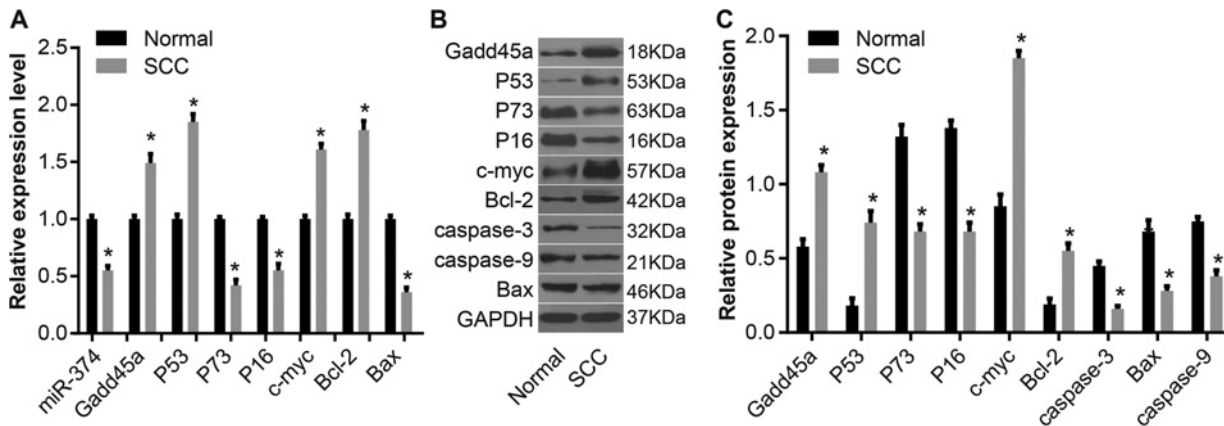 A
Relative expression level
2.5
2.0
1.5
1.0
0.5
0.0
Normal
SCC
*
*
*
*
*
*
*
*
miR-374
Gadd45a
P53
P73
P16
c-myc
Bcl-2
Bax
B
Gadd45a 18KDa
P53 53KDa
P73 63KDa
P16 16KDa
c-myc 57KDa
Bcl-2 42KDa
caspase-3 32KDa
caspase-9 21KDa
Bax 46KDa
GAPDH 37KDa
Normal
SCC
C
Relative protein expression
2.0
1.5
1.0
0.5
0.0
Normal
SCC
*
*
*
*
*
*
*
*
*
Gadd45a
P53
P73
P16
c-myc
Bcl-2
caspase-3
Bax
caspase-9